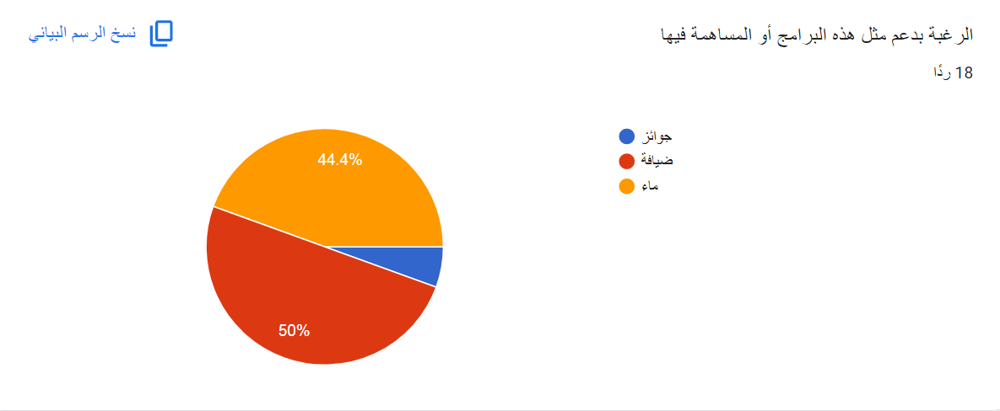 الرغبة بدعم مثل هذه البرامج أو المساهمة فيها
نسخ الرسم البياني
18 ردًا
جوائز
ضيافة
ماء
44.4%
50%